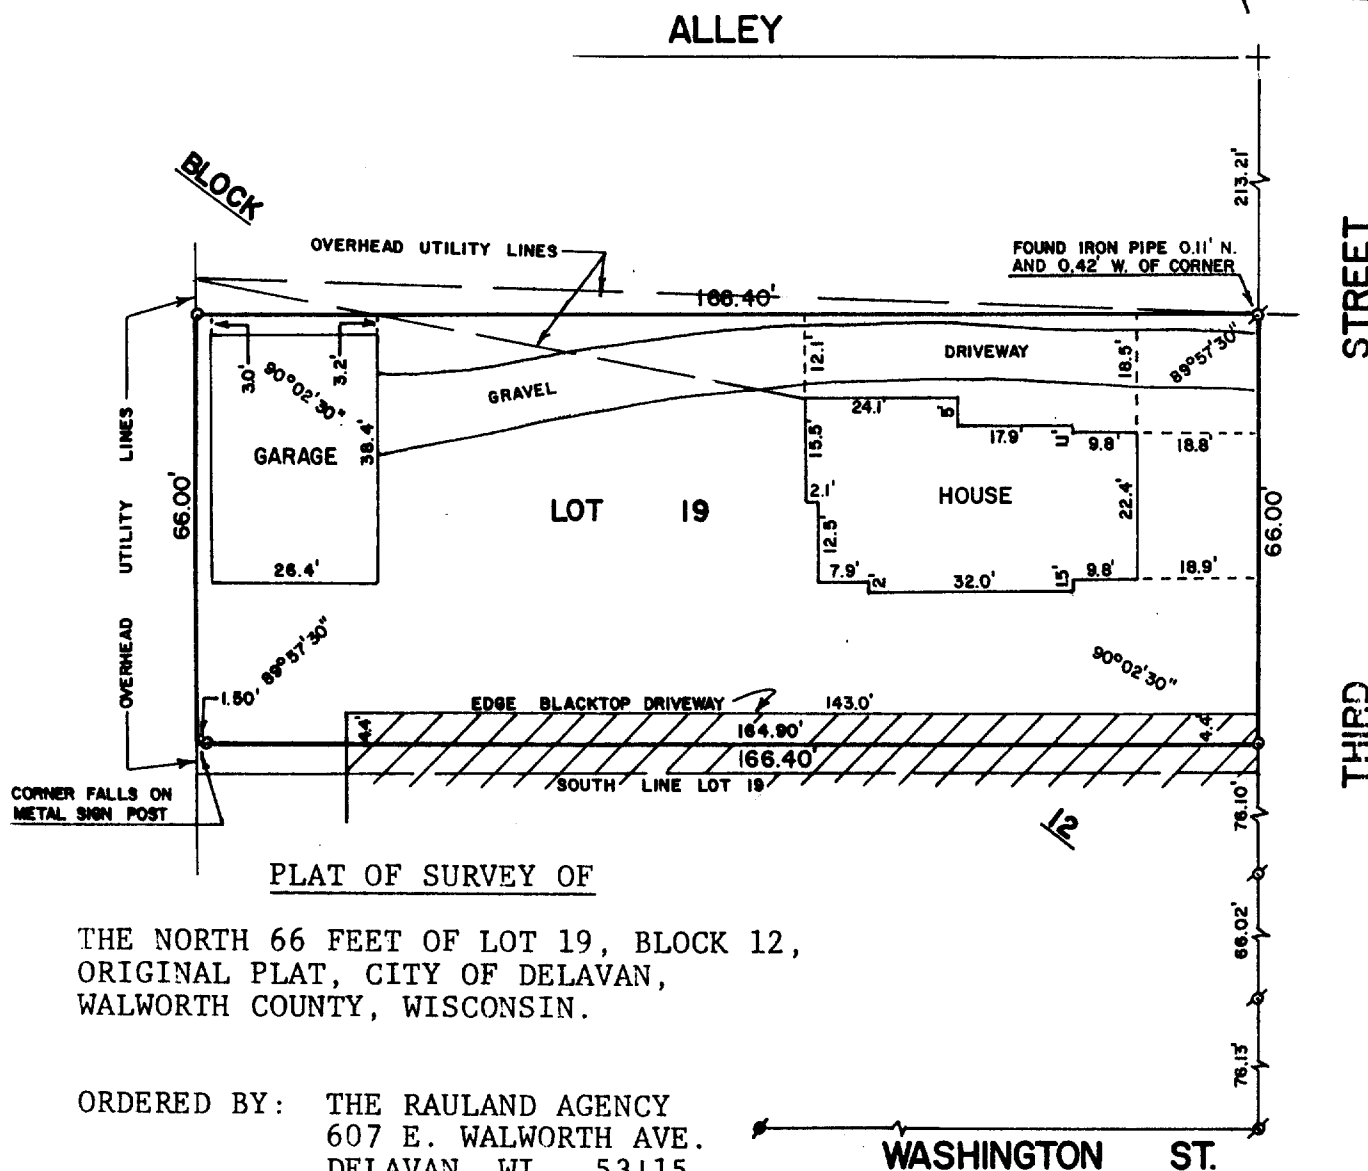 ALLEY
BLOCK
213.21'
STREET
OVERHEAD UTILITY LINES
FOUND IRON PIPE 0.11' N.
AND 0.42' W. OF CORNER
166.40'
3.0'
3.2'
90°02'30"
12.1'
DRIVEWAY
18.5'
89°57'30"
GRAVEL
24.1'
5'
17.9'
1.1'
9.8'
18.8'
38.4'
GARAGE
15.5'
LOT 19
2.1'
HOUSE
22.4'
66.00'
66.00'
OVERHEAD UTILITY LINES
12.5'
26.4'
7.9'
2'
32.0'
1.5'
9.8'
18.9'
89°57'30"
90°02'30"
1.50'
EDGE BLACKTOP DRIVEWAY
143.0'
4.4'
164.90'
4.4'
166.40'
SOUTH LINE LOT 19
THIRD
CORNER FALLS ON
METAL SIGN POST
76.10'
12
PLAT OF SURVEY OF
THE NORTH 66 FEET OF LOT 19, BLOCK 12,
ORIGINAL PLAT, CITY OF DELAVAN,
WALWORTH COUNTY, WISCONSIN.
66.02'
76.13'
ORDERED BY: THE RAULAND AGENCY
607 E. WALWORTH AVE.
DELAVAN, WI 53115
WASHINGTON ST.